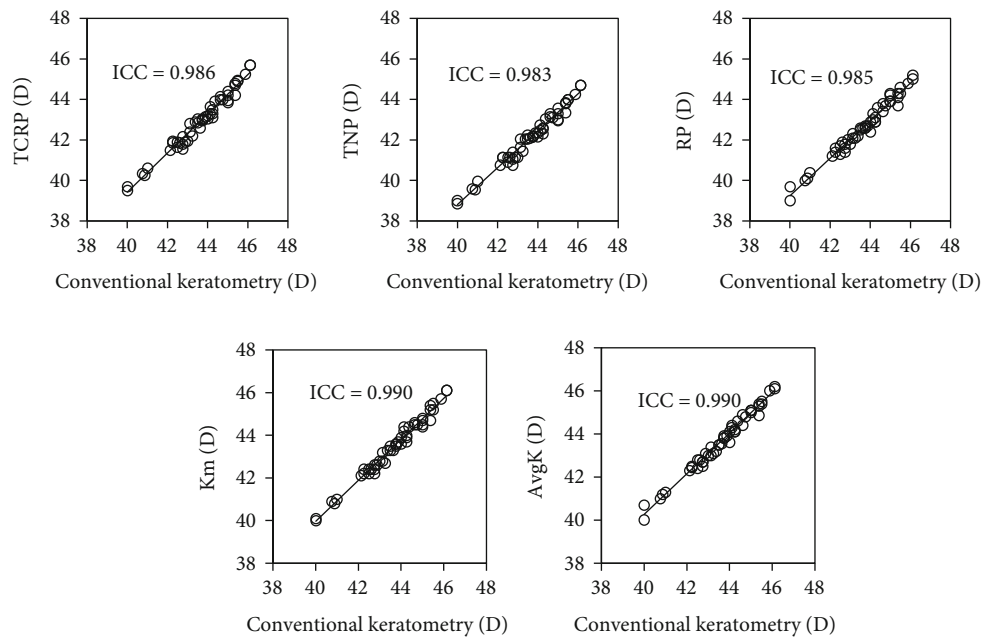 48
46
44
42
40
38
TCRP (D)
ICC = 0.986
38 40 42 44 46 48
Conventional keratometry (D)
48
46
44
42
40
38
TNP (D)
ICC = 0.983
38 40 42 44 46 48
Conventional keratometry (D)
48
46
44
42
40
38
RP (D)
ICC = 0.985
38 40 42 44 46 48
Conventional keratometry (D)
48
46
44
42
40
38
Km (D)
ICC = 0.990
38 40 42 44 46 48
Conventional keratometry (D)
48
46
44
42
40
38
AvgK (D)
ICC = 0.990
38 40 42 44 46 48
Conventional keratometry (D)